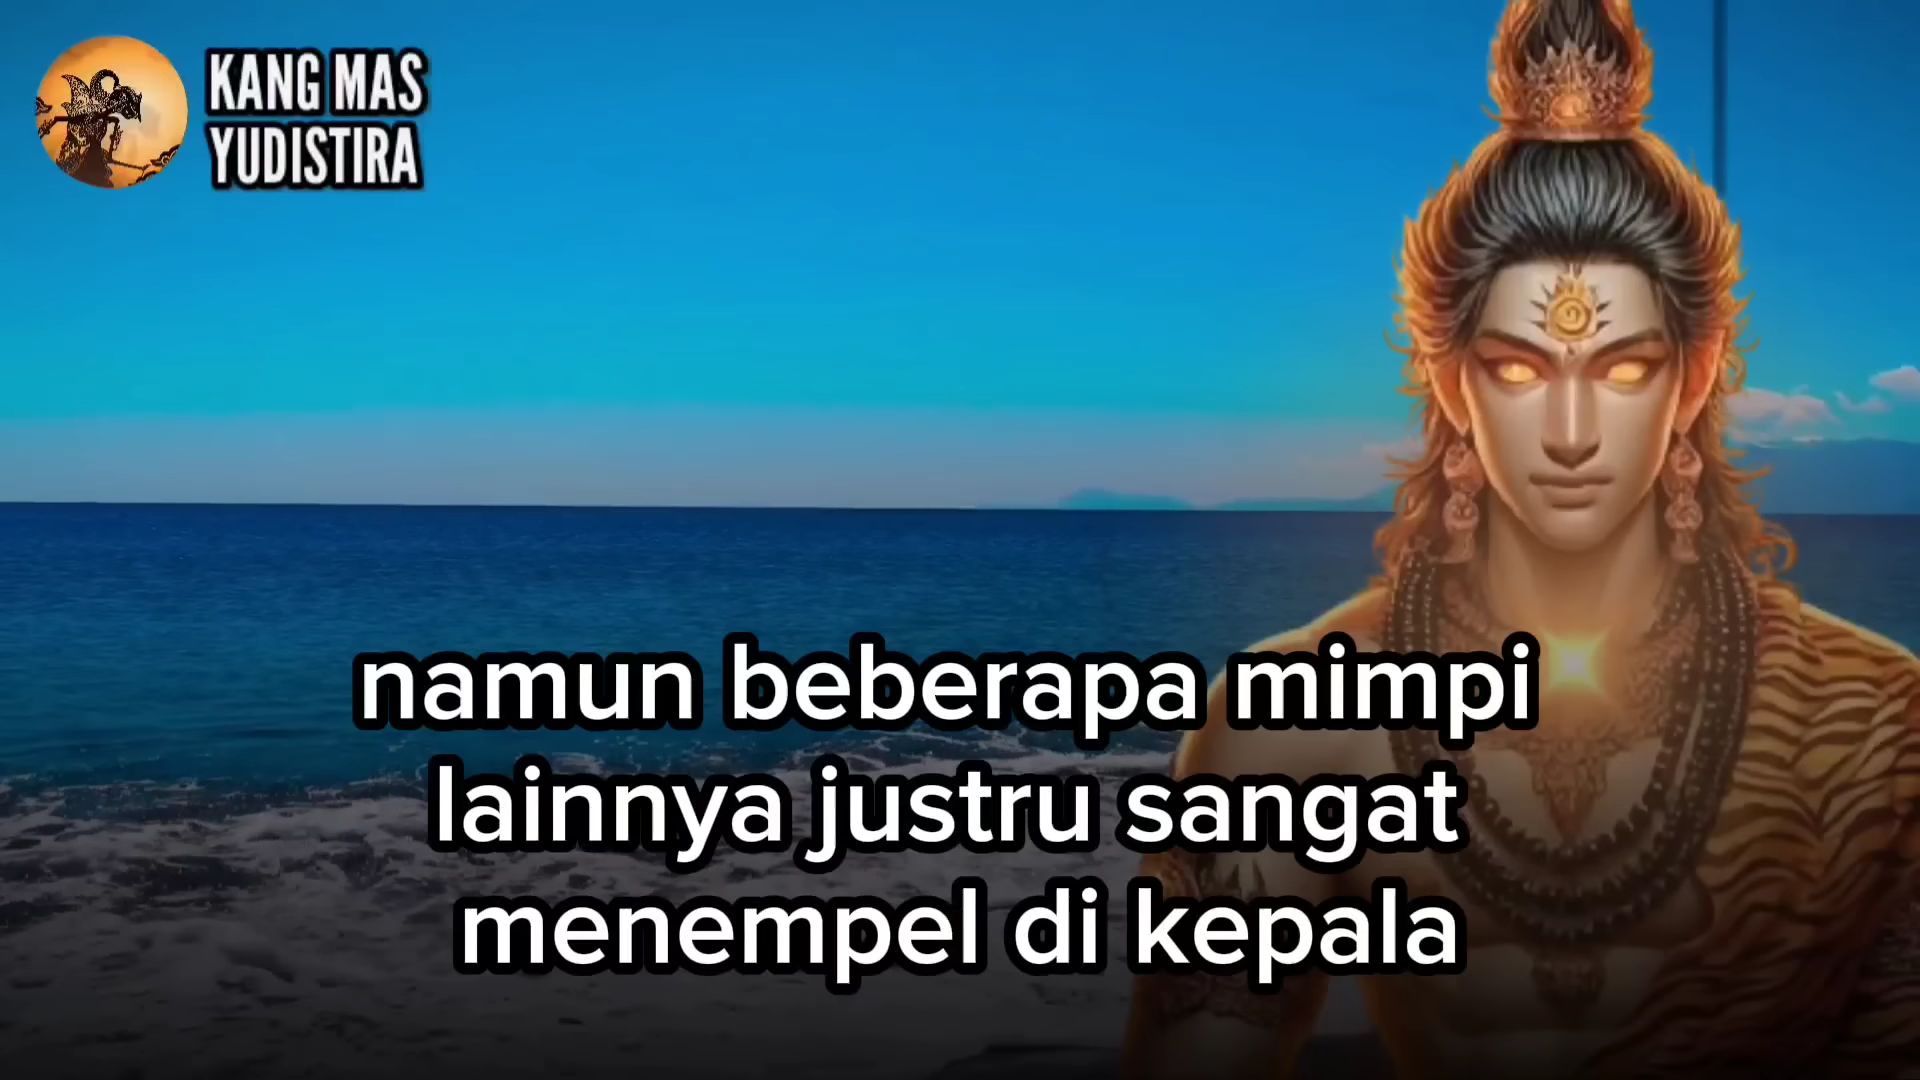 KANG MAS
YUDISTIRA
namun beberapa mimpi
lainnya justru sangat
menempel di kepala